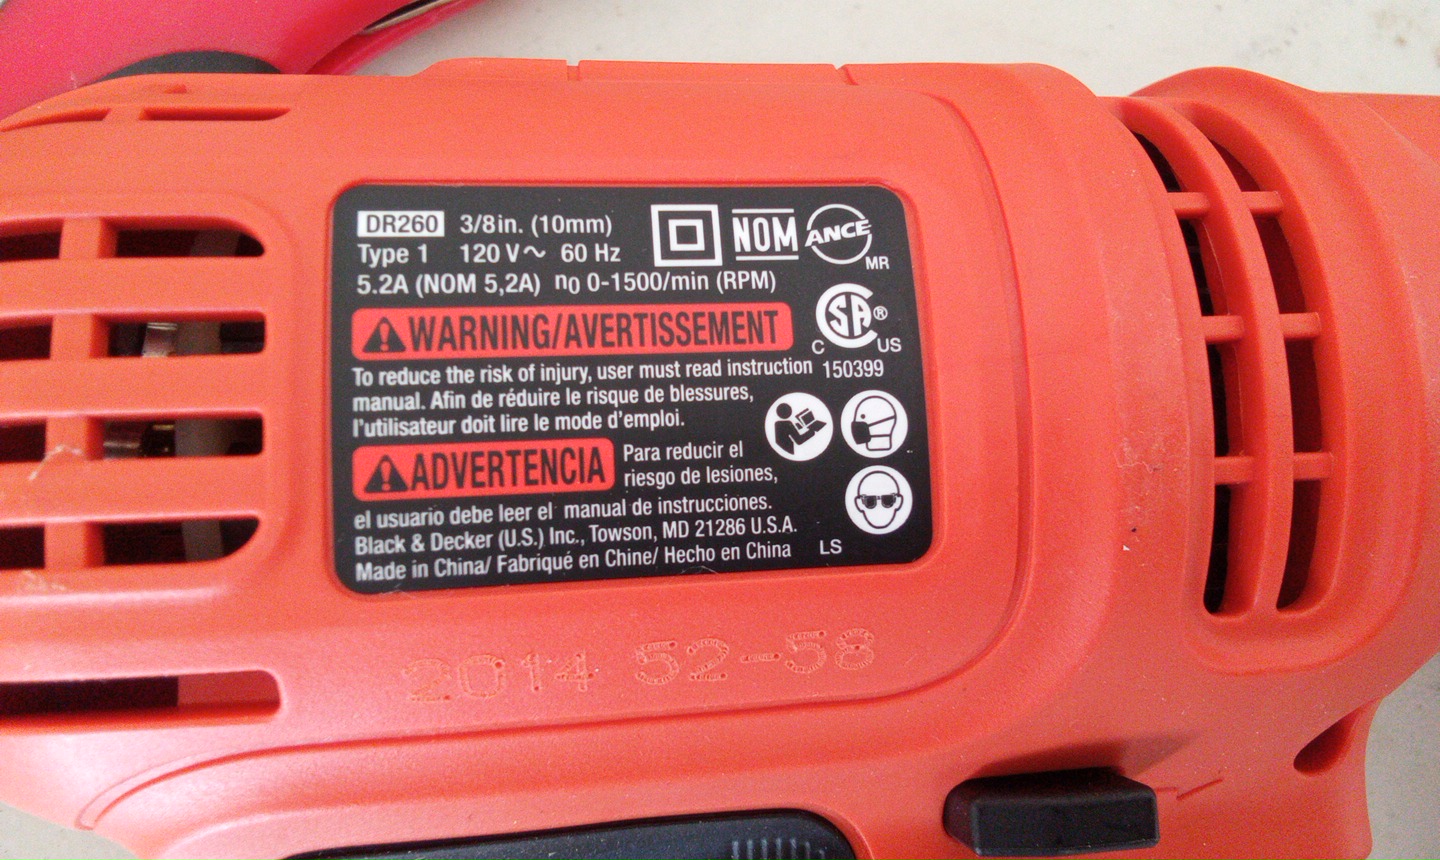 DR260 3/8in. (10mm)
Type 1 120 V~ 60 Hz
5.2A (NOM 5,2A) n0 0-1500/min (RPM)
NOM
ANCE
MR
⚠WARNING/AVERTISSEMENT
SA®
C US
150399
To reduce the risk of injury, user must read instruction
manual. Afin de réduire le risque de blessures,
l'utilisateur doit lire le mode d'emploi.
⚠ADVERTENCIA
Para reducir el
riesgo de lesiones,
el usuario debe leer el manual de instrucciones.
Black & Decker (U.S.) Inc., Towson, MD 21286 U.S.A.
Made in China/ Fabriqué en Chine/ Hecho en China LS
2014 52-58